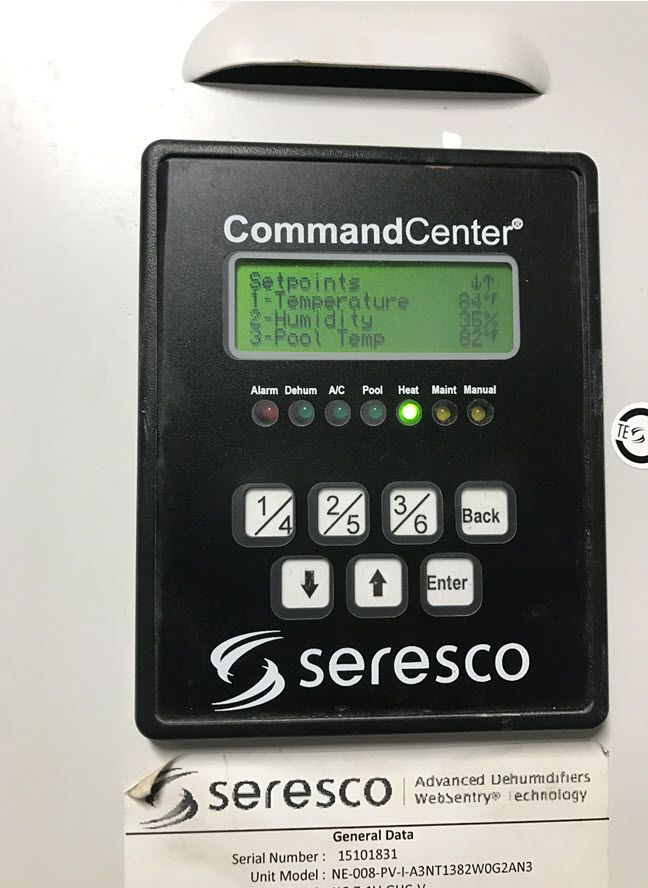 CommandCenter®
Setpoints ↓↑
1-Temperature 84°F
2-Humidity 35%
3-Pool Temp 82°F
Alarm Dehum A/C Pool Heat Maint Manual
1/4 2/5 3/6 Back
Enter
seresco
TE
seresco | Advanced Dehumidifiers
WebSentry® Technology
General Data
Serial Number : 15101831
Unit Model : NE-008-PV-I-A3NT1382W0G2AN3